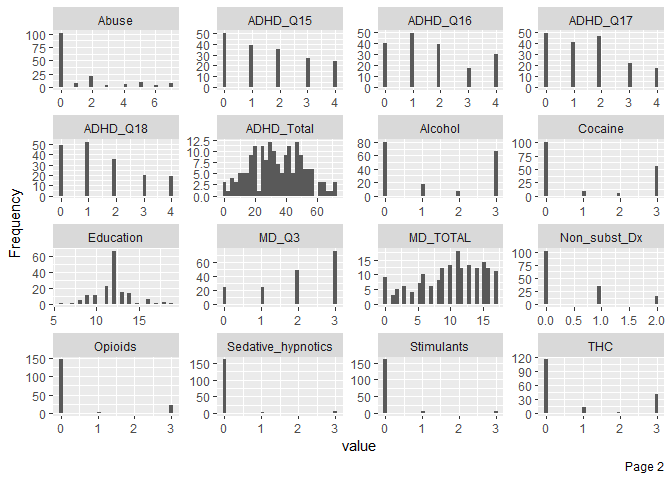 Abuse ADHD_Q15 ADHD_Q16 ADHD_Q17
100 75 50 25 0
0 2 4 6
50 40 30 20 10 0
0 1 2 3 4
50 40 30 20 10 0
0 1 2 3 4
50 40 30 20 10 0
0 1 2 3 4
ADHD_Q18 ADHD_Total Alcohol Cocaine
50 40 30 20 10 0
0 1 2 3 4
12.5 10.0 7.5 5.0 2.5 0.0
0 20 40 60
80 60 40 20 0
0 1 2 3
100 75 50 25 0
0 1 2 3
Frequency
Education MD_Q3 MD_TOTAL Non_subst_Dx
60 40 20 0
5 10 15
60 40 20 0
0 1 2 3
15 10 5 0
0 5 10 15
100 75 50 25 0
0.0 0.5 1.0 1.5 2.0
Opioids Sedative_hypnotics Stimulants THC
150 100 50 0
0 1 2 3
150 100 50 0
0 1 2 3
150 100 50 0
0 1 2 3
120 90 60 30 0
0 1 2 3
value
Page 2